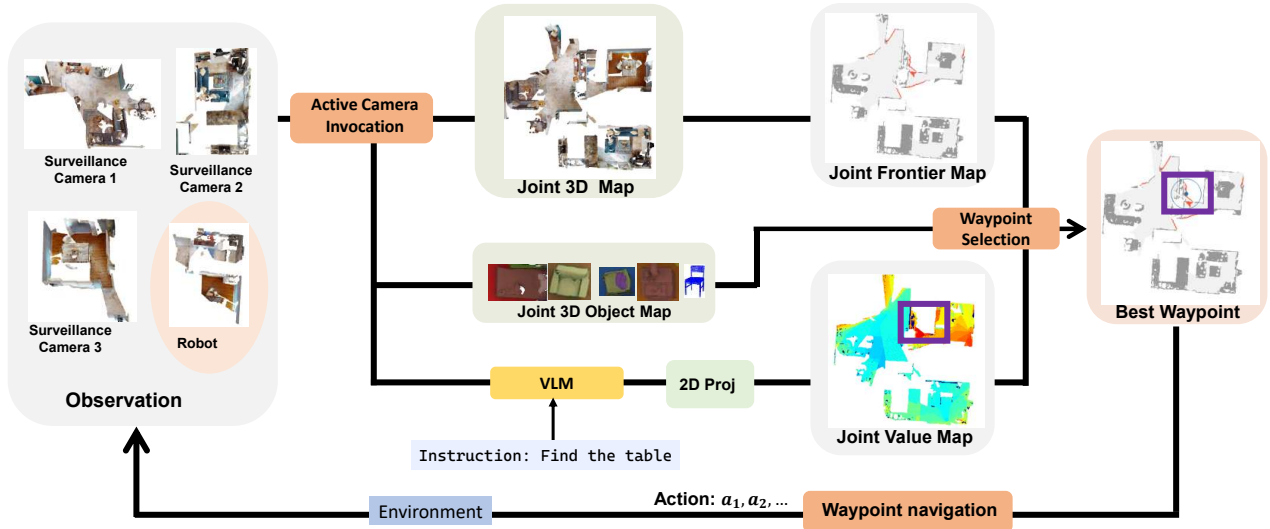 Surveillance
Camera 1
Surveillance
Camera 2
Surveillance
Camera 3
Robot
Observation
Active Camera
Invocation
Joint 3D Map
Joint Frontier Map
Joint 3D Object Map
Waypoint
Selection
Best Waypoint
VLM
2D Proj
Joint Value Map
Instruction: Find the table
Environment
Action: a₁, a₂, ...
Waypoint navigation